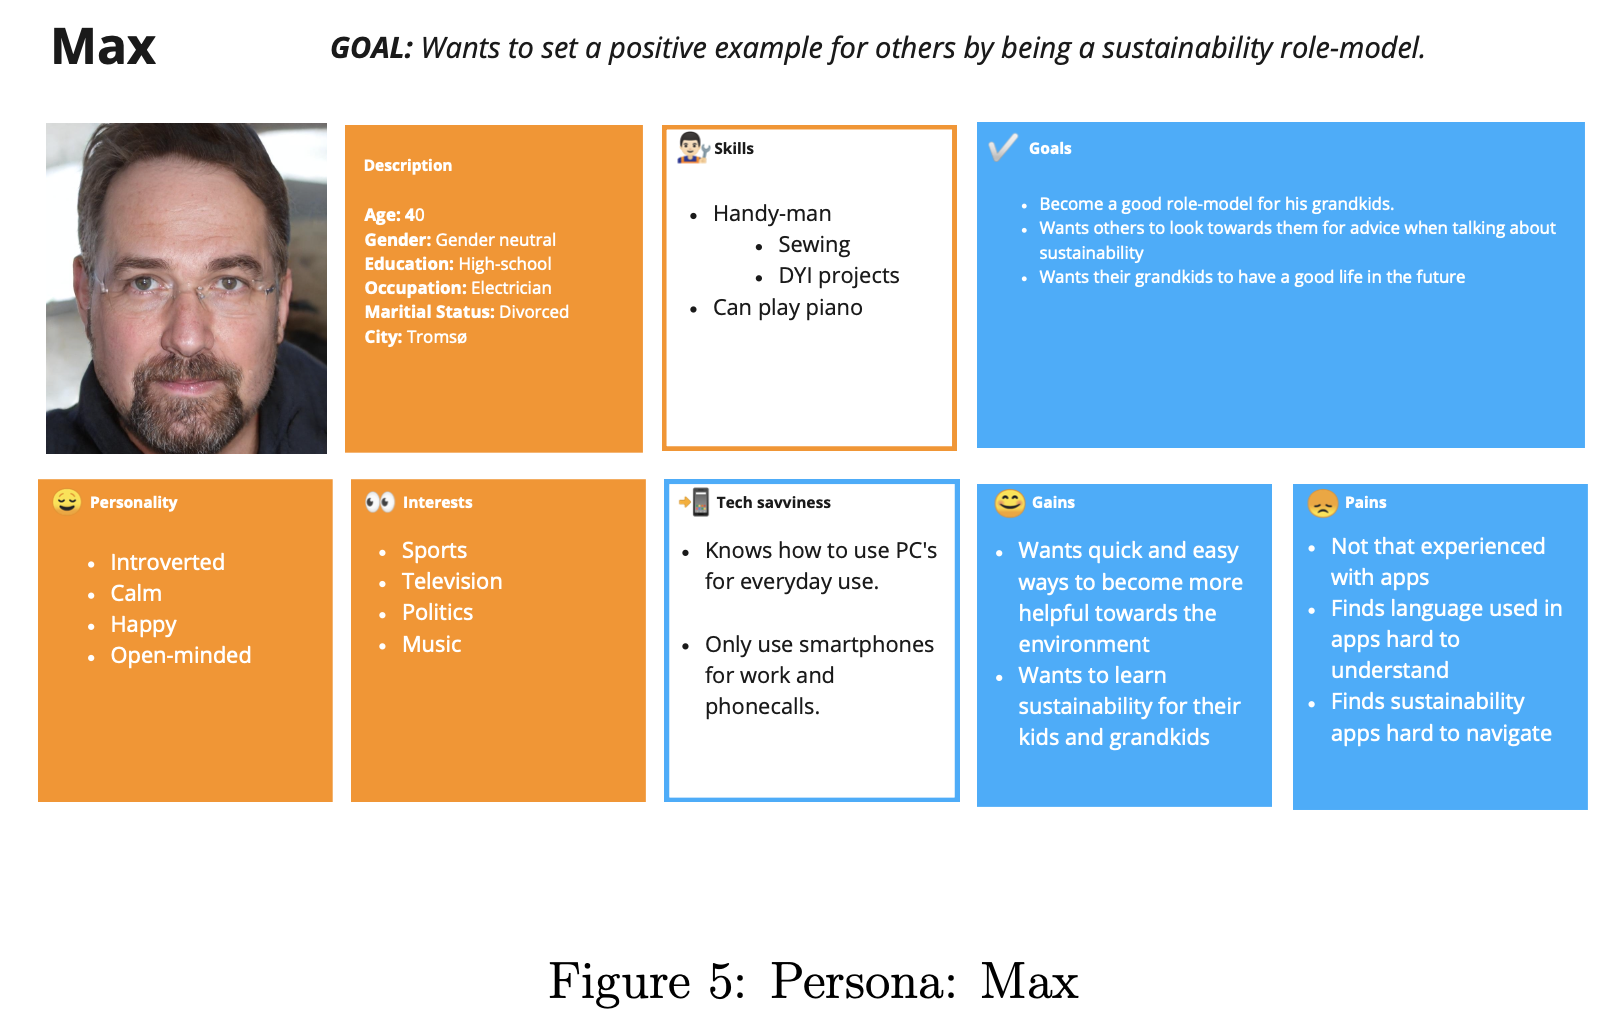 Max
GOAL: Wants to set a positive example for others by being a sustainability role-model.
Description
Age: 40
Gender: Gender neutral
Education: High-school
Occupation: Electrician
Maritial Status: Divorced
City: Tromsø
Skills
• Handy-man
• Sewing
• DYI projects
• Can play piano
Goals
• Become a good role-model for his grandkids.
• Wants others to look towards them for advice when talking about
sustainability
• Wants their grandkids to have a good life in the future
Personality
• Introverted
• Calm
• Happy
• Open-minded
Interests
• Sports
• Television
• Politics
• Music
Tech savviness
• Knows how to use PC's
for everyday use.
• Only use smartphones
for work and
phonecalls.
Gains
• Wants quick and easy
ways to become more
helpful towards the
environment
• Wants to learn
sustainability for their
kids and grandkids
Pains
• Not that experienced
with apps
• Finds language used in
apps hard to
understand
• Finds sustainability
apps hard to navigate
Figure 5: Persona: Max